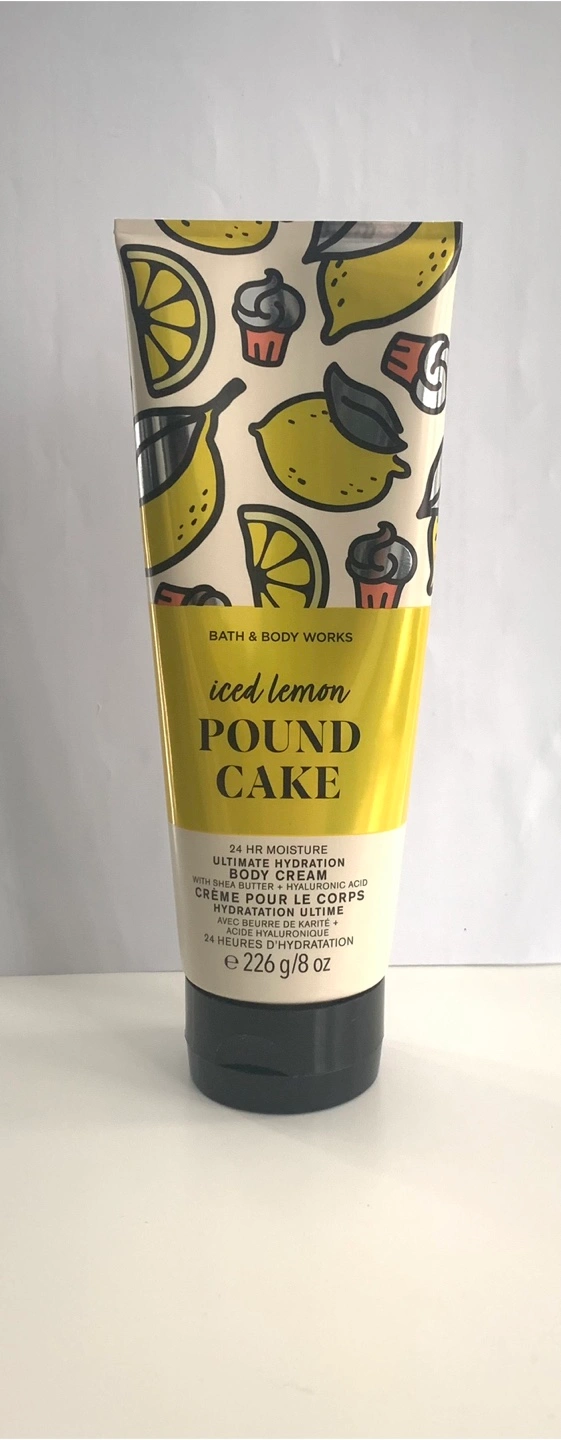 BATH & BODY WORKS
iced lemon
POUND
CAKE
24 HR MOISTURE
ULTIMATE HYDRATION
BODY CREAM
WITH SHEA BUTTER + HYALURONIC ACID
CRÈME POUR LE CORPS
HYDRATATION ULTIME
AVEC BEURRE DE KARITÉ +
ACIDE HYALURONIQUE
24 HEURES D'HYDRATATION
℮ 226 g/8 oz